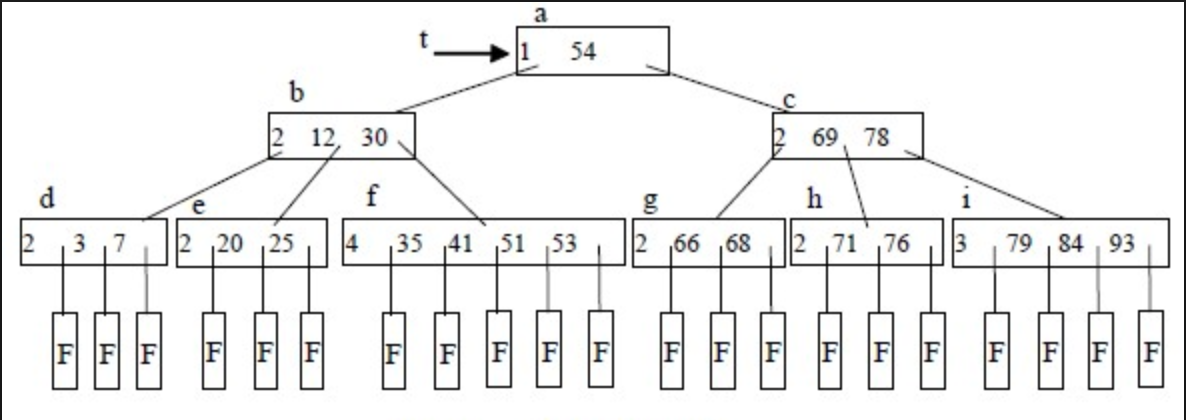 a
t
1 54
b
c
2 12 30
2 69 78
d
e
f
g
h
i
2 3 7
2 20 25
4 35 41 51 53
2 66 68
2 71 76
3 79 84 93
F F F F F F F F F F F F F F F F F F F F F